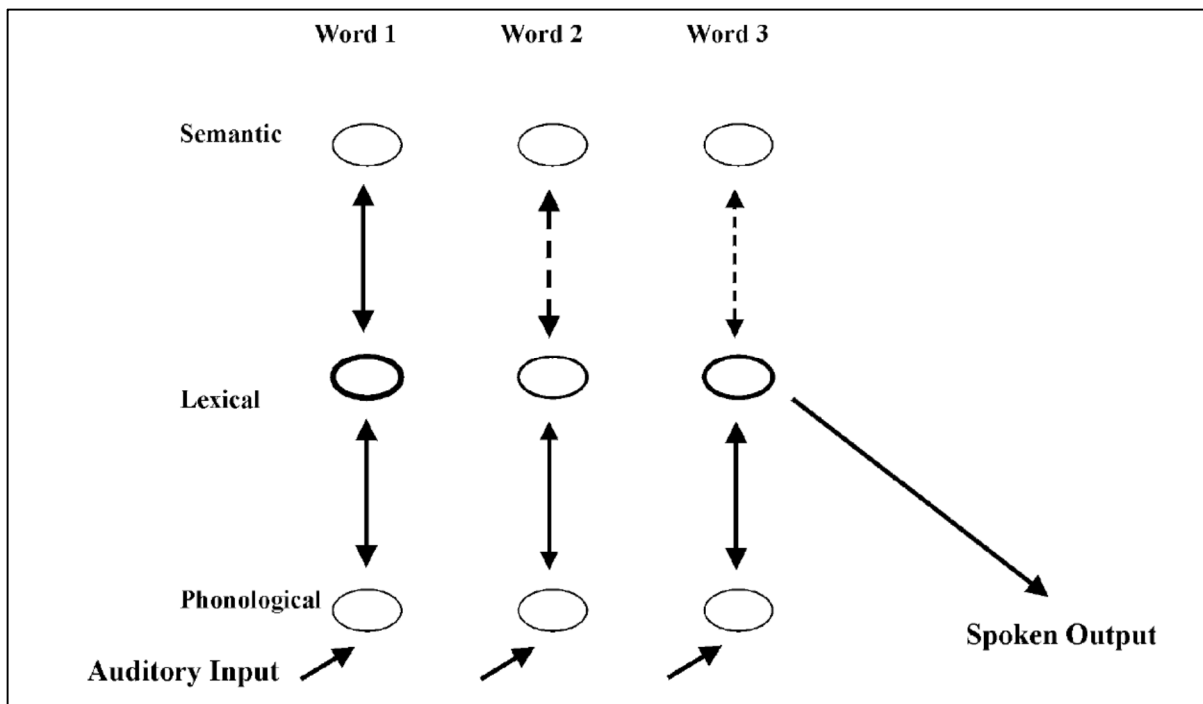 Word 1 Word 2 Word 3
Semantic
Lexical
Phonological
Spoken Output
Auditory Input